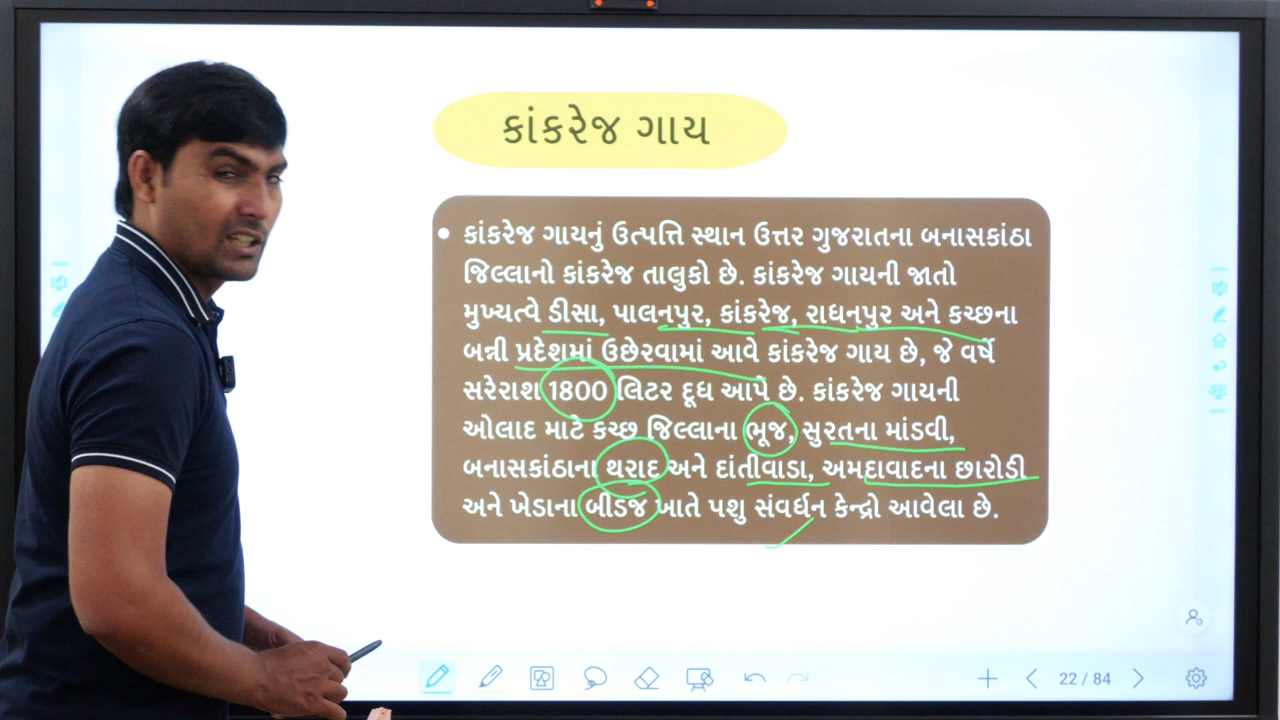 કાંકરેજ ગાય
• કાંકરેજ ગાયનું ઉત્પત્તિ સ્થાન ઉત્તર ગુજરાતના બનાસકાંઠા
જિલ્લાનો કાંકરેજ તાલુકો છે. કાંકરેજ ગાયની જાતો
મુખ્યત્વે ડીસા, પાલનપુર, કાંકરેજ, રાધનપુર અને કચ્છના
બન્ની પ્રદેશમાં ઉછેરવામાં આવે કાંકરેજ ગાય છે, જે વર્ષે
સરેરાશ 1800 લિટર દૂધ આપે છે. કાંકરેજ ગાયની
ઓલાદ માટે કચ્છ જિલ્લાના ભૂજ, સુરતના માંડવી,
બનાસકાંઠાના થરાદ અને દાંતીવાડા, અમદાવાદના છારોડી
અને ખેડાના બીડજ ખાતે પશુ સંવર્ધન કેન્દ્રો આવેલા છે.
22 / 84